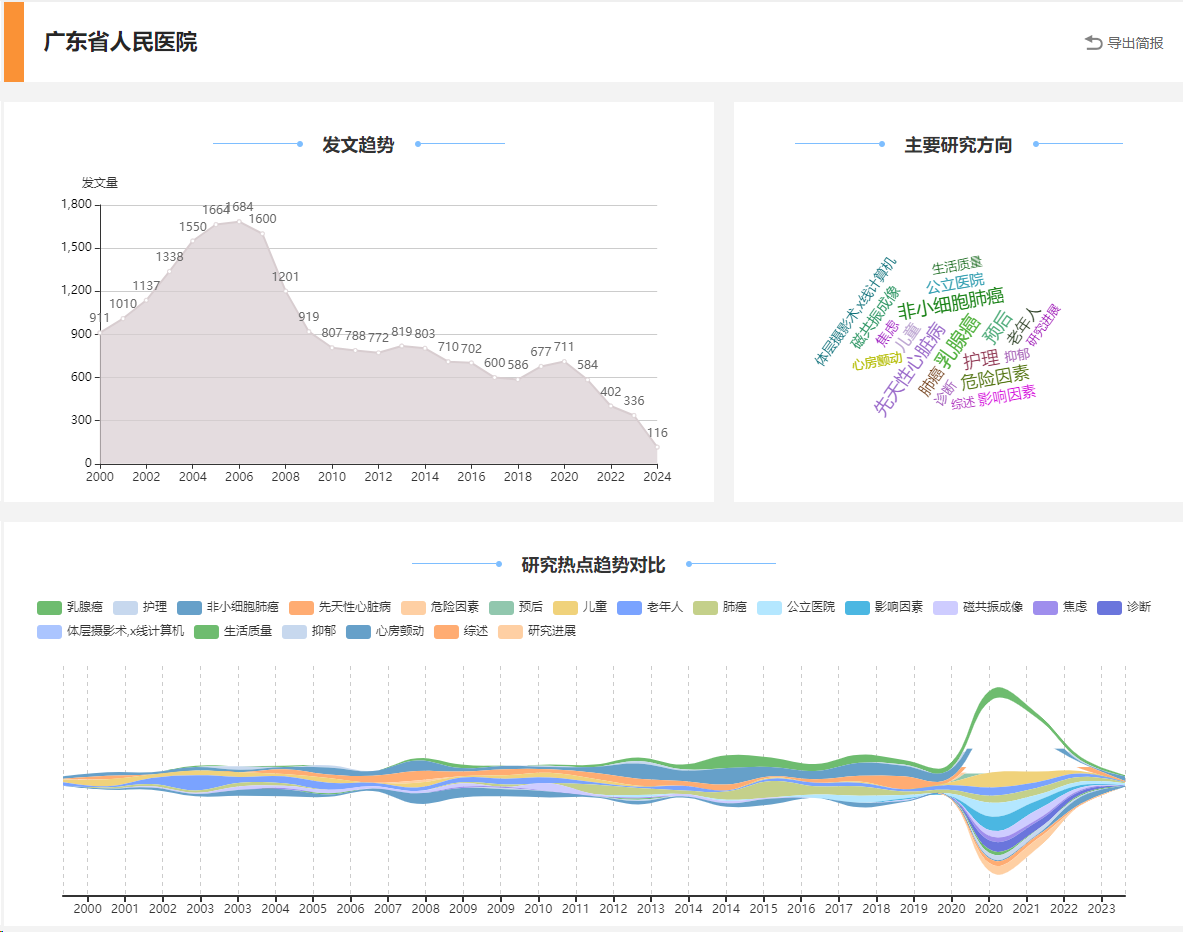 广东省人民医院
导出简报
发文趋势
发文量
1,800
1,500
1,200
900
600
300
0
911
1010
1137
1338
1550
1664
1684
1600
1201
919
807
788
772
819
803
710
702
600
586
677
711
584
402
336
116
2000 2002 2004 2006 2008 2010 2012 2014 2016 2018 2020 2022 2024
主要研究方向
生活质量
体层摄影术,x线计算机
公立医院
磁共振成像
非小细胞肺癌
焦虑
儿童
乳腺癌
预后
老年人
研究进展
心房颤动
先天性心脏病
护理
抑郁
肺癌
危险因素
诊断
综述
影响因素
研究热点趋势对比
乳腺癌 护理 非小细胞肺癌 先天性心脏病 危险因素 预后 儿童 老年人 肺癌 公立医院 影响因素 磁共振成像 焦虑 诊断
体层摄影术,x线计算机 生活质量 抑郁 心房颤动 综述 研究进展
2000 2001 2002 2003 2003 2004 2005 2006 2007 2008 2009 2009 2010 2011 2012 2013 2014 2014 2015 2016 2017 2018 2019 2020 2020 2021 2022 2023